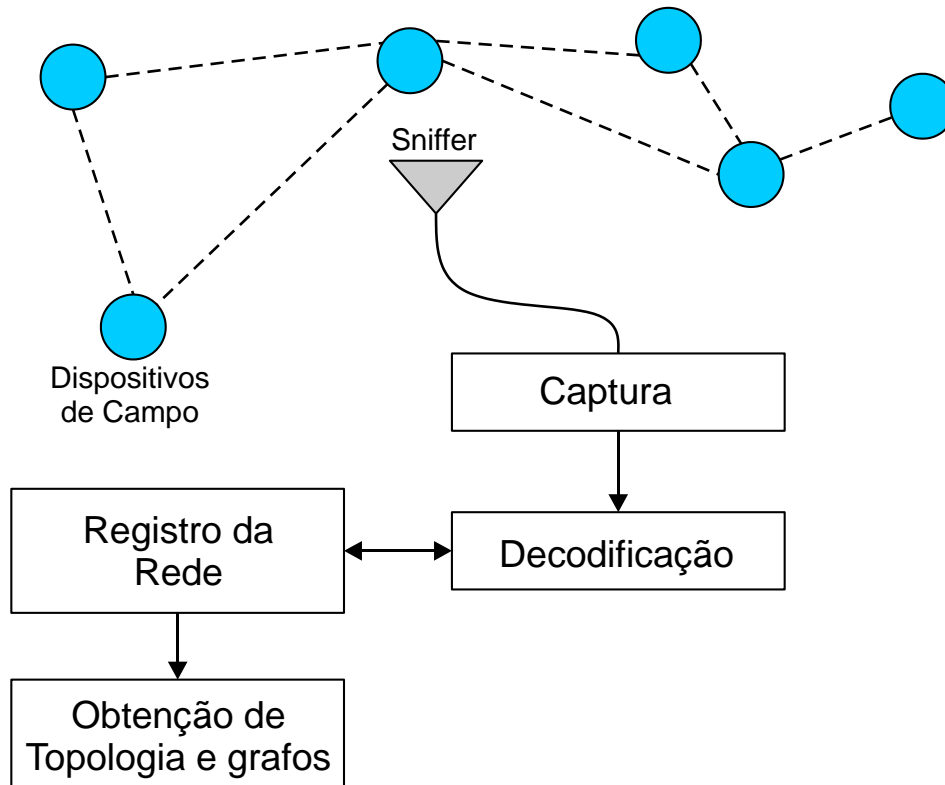 Sniffer
Dispositivos
de Campo
Captura
Registro da
Rede
Decodificação
Obtenção de
Topologia e grafos